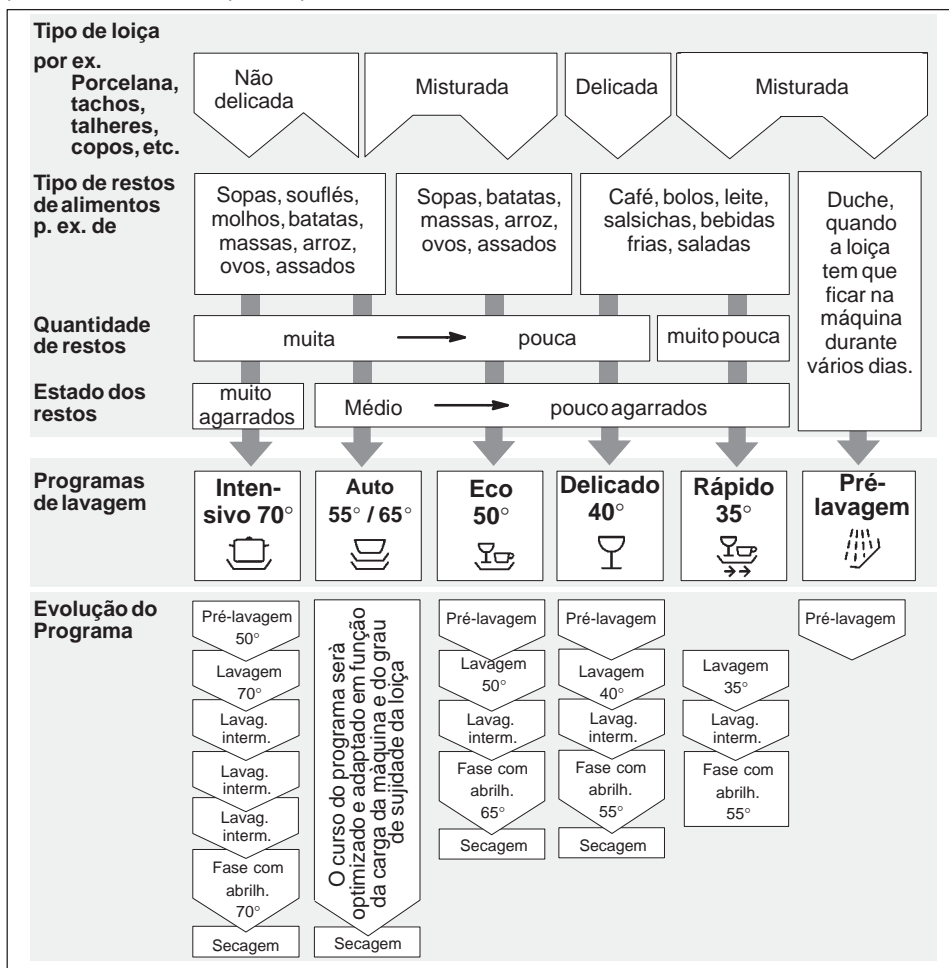 Tipo de loiça
por ex.
Porcelana,
tachos,
talheres,
copos, etc.
Não
delicada
Misturada
Delicada
Misturada
Tipo de restos
de alimentos
p. ex. de
Sopas, souflés,
molhos, batatas,
massas, arroz,
ovos, assados
Sopas, batatas,
massas, arroz,
ovos, assados
Café, bolos, leite,
salsichas, bebidas
frias, saladas
Duche,
quando
a loiça
tem que
ficar na
máquina
durante
vários dias.
Quantidade
de restos
muita
pouca
muito pouca
Estado dos
restos
muito
agarrados
Médio
pouco agarrados
Programas
de lavagem
Inten-
sivo 70°
Auto
55° / 65°
Eco
50°
Delicado
40°
Rápido
35°
Pré-
lavagem
Evolução do
Programa
Pré-lavagem
50°
Lavagem
70°
Lavag.
interm.
Lavag.
interm.
Lavag.
interm.
Fase com
abrilh.
70°
Secagem
O curso do programa serà
optimizado e adaptado em função
da carga da màquina e do grau
de sujidade da loiça
Secagem
Pré-lavagem
Lavagem
50°
Lavag.
interm.
Fase com
abrilh.
65°
Secagem
Pré-lavagem
Lavagem
40°
Lavag.
interm.
Fase com
abrilh.
55°
Secagem
Lavagem
35°
Lavag.
interm.
Fase com
abrilh.
55°
Pré-lavagem